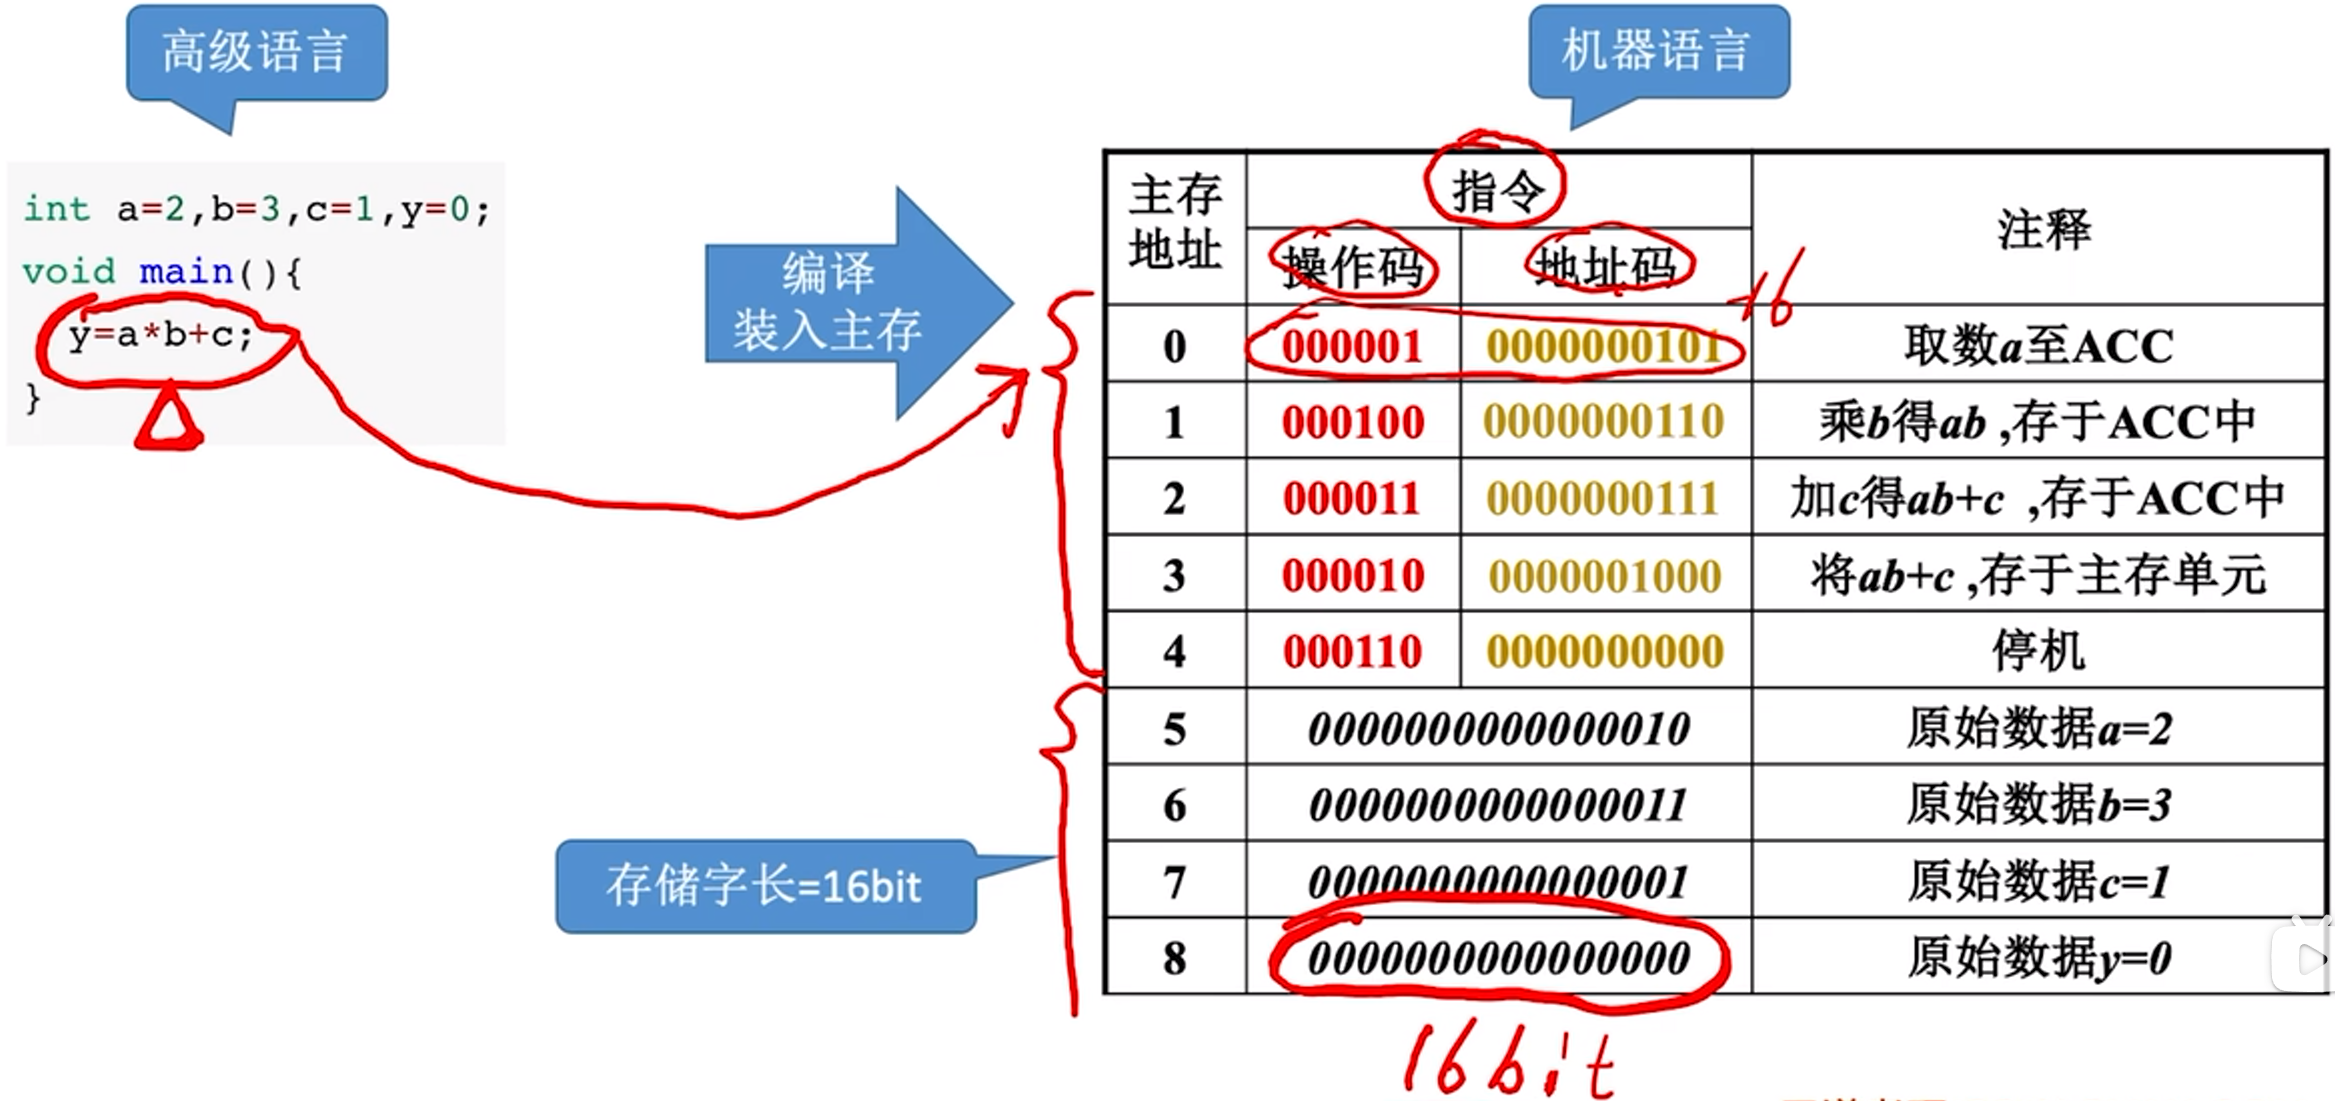 高级语言
机器语言
int a=2,b=3,c=1,y=0;
void main(){
y=a*b+c;
}
编译
装入主存
存储字长=16bit
主存地址 指令 注释
操作码 地址码
16
0 000001 0000000101 取数a至ACC
1 000100 0000000110 乘b得ab ,存于ACC中
2 000011 0000000111 加c得ab+c ,存于ACC中
3 000010 0000001000 将ab+c ,存于主存单元
4 000110 0000000000 停机
5 0000000000000010 原始数据a=2
6 0000000000000011 原始数据b=3
7 0000000000000001 原始数据c=1
8 0000000000000000 原始数据y=0
16bit